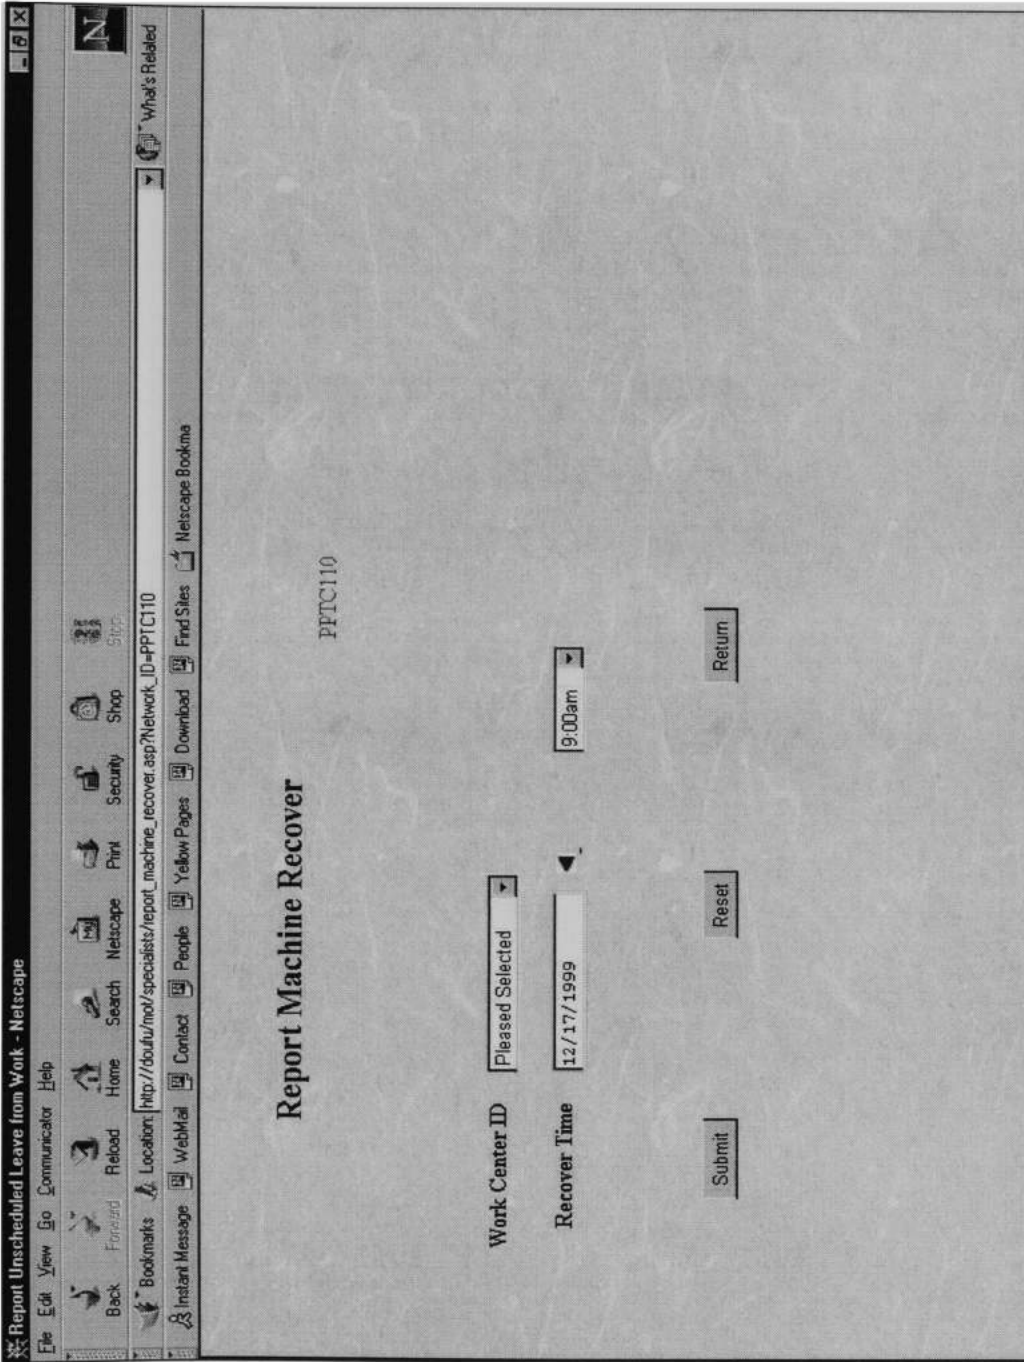 Report Unscheduled Leave from Work - Netscape
File Edit View Go Communicator Help
Back Forward Reload Home Search Netscape Print Security Shop Stop
Bookmarks Location: http://doufu/mot/specialists/report_machine_recover.asp?Network_ID=PPTC110 What's Related
Instant Message WebMail Contact People Yellow Pages Download Find Sites Netscape Bookma
Report Machine Recover
PPTC110
Work Center ID Pleased Selected
Recover Time 12/17/1999 9:00am
Submit Reset Return